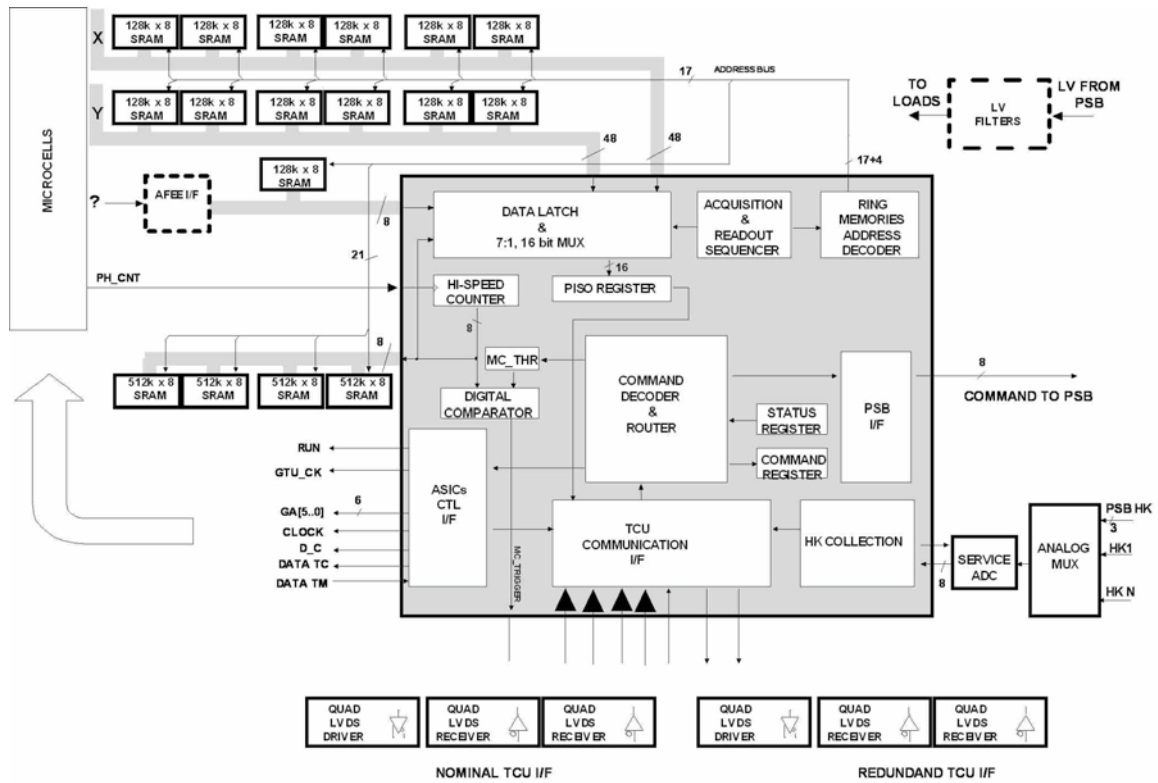 X
128k x 8
SRAM
128k x 8
SRAM
128k x 8
SRAM
128k x 8
SRAM
128k x 8
SRAM
128k x 8
SRAM
17
ADDRESS BUS
Y
128k x 8
SRAM
128k x 8
SRAM
128k x 8
SRAM
128k x 8
SRAM
128k x 8
SRAM
128k x 8
SRAM
TO
LOADS
LV
FILTERS
LV FROM
PSB
MICROCELLS
48
48
17+4
128k x 8
SRAM
?
AFEE I/F
8
DATA LATCH
&
7:1, 16 bit MUX
ACQUISITION
&
READOUT
SEQUENCER
RING
MEMORIES
ADDRESS
DECODER
21
16
PH_CNT
HI-SPEED
COUNTER
PISO REGISTER
8
8
MC_THR
512k x 8
SRAM
512k x 8
SRAM
512k x 8
SRAM
512k x 8
SRAM
DIGITAL
COMPARATOR
COMMAND
DECODER
&
ROUTER
STATUS
REGISTER
COMMAND
REGISTER
PSB
I/F
8
COMMAND TO PSB
RUN
GTU_CK
GA[5..0]
6
CLOCK
D_C
DATA TC
DATA TM
ASICs
CTL
I/F
MC_TRIGGER
TCU
COMMUNICATION
I/F
HK COLLECTION
8
SERVICE
ADC
ANALOG
MUX
PSB HK
3
HK1
HK N
QUAD
LVDS
DRIVER
QUAD
LVDS
RECEIVER
QUAD
LVDS
RECEIVER
QUAD
LVDS
DRIVER
QUAD
LVDS
RECEIVER
QUAD
LVDS
RECEIVER
NOMINAL TCU I/F
REDUNDAND TCU I/F